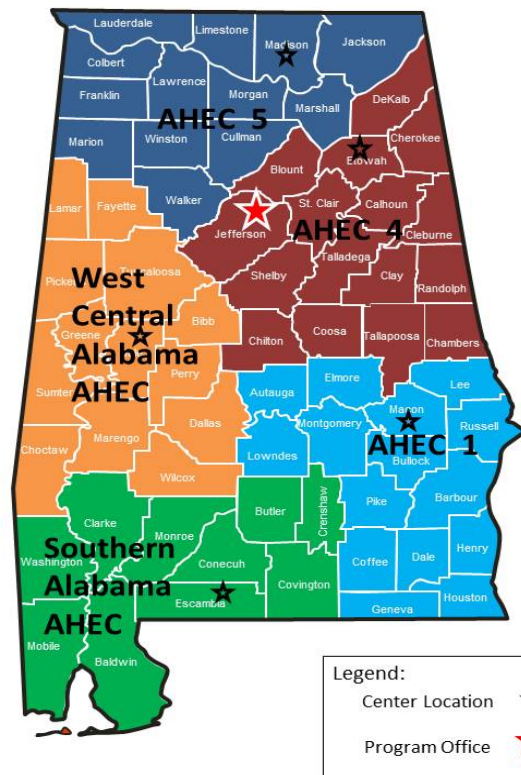 Lauderdale
Limestone
Madison
Jackson
Colbert
Lawrence
Franklin
Morgan
Marshall
DeKalb
AHEC 5
Marion
Winston
Cullman
Cherokee
Blount
Walker
Lamar
Fayette
St. Clair
Calhoun
Jefferson
AHEC 4
Cleburne
Talladega
West
Central
Alabama
AHEC
Shelby
Clay
Randolph
Greene
Bibb
Chilton
Coosa
Tallapoosa
Chambers
Sumter
Perry
Autauga
Elmore
Lee
Macon
Choctaw
Marengo
Dallas
Montgomery
Russell
AHEC 1
Lowndes
Bullock
Wilcox
Clarke
Butler
Crenshaw
Pike
Barbour
Monroe
Southern
Alabama
AHEC
Washington
Conecuh
Coffee
Dale
Henry
Covington
Escambia
Geneva
Houston
Mobile
Baldwin
Legend:
Center Location
Program Office